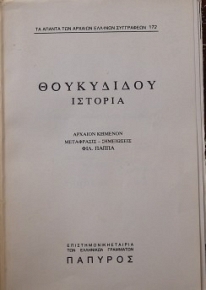 ΤΑ ΑΠΑΝΤΑ ΤΩΝ ΑΡΧΑΙΩΝ ΕΛΛΗΝΩΝ ΣΥΓΓΡΑΦΕΩΝ 172
ΘΟΥΚΥΔΙΔΟΥ
ΙΣΤΟΡΙΑ
ΑΡΧΑΙΟΝ ΚΕΙΜΕΝΟΝ
ΜΕΤΑΦΡΑΣΙΣ - ΣΗΜΕΙΩΣΕΙΣ
ΦΙΛ. ΠΑΠΠΑ
ΕΠΙΣΤΗΜΟΝΙΚΗ ΕΤΑΙΡΕΙΑ
ΤΩΝ ΕΛΛΗΝΙΚΩΝ ΓΡΑΜΜΑΤΩΝ
ΠΑΠΥΡΟΣ